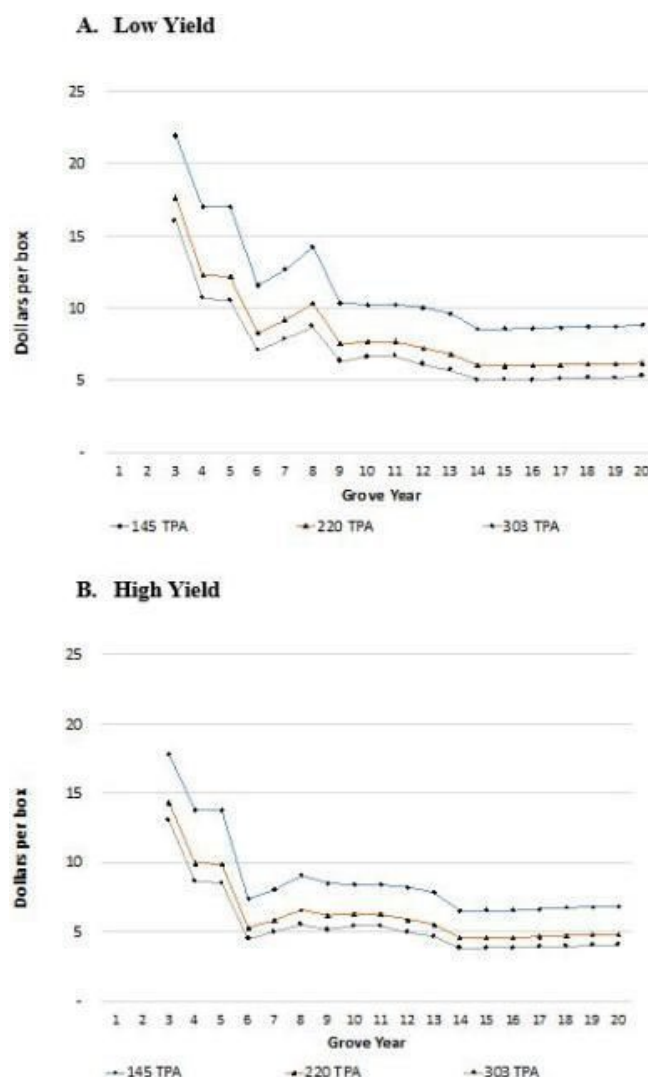 A. Low Yield
25
20
15
10
5
-
Dollars per box
1 2 3 4 5 6 7 8 9 10 11 12 13 14 15 16 17 18 19 20
Grove Year
145 TPA 220 TPA 303 TPA
B. High Yield
25
20
15
10
5
-
Dollars per box
1 2 3 4 5 6 7 8 9 10 11 12 13 14 15 16 17 18 19 20
Grove Year
145 TPA 220 TPA 303 TPA